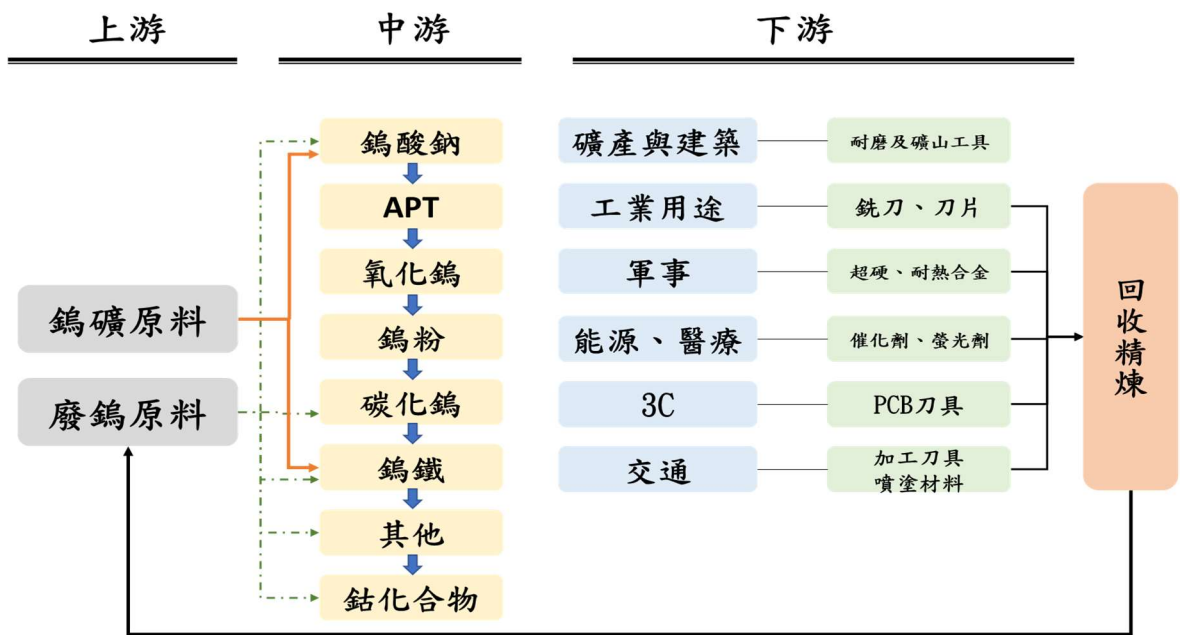 上游
中游
下游
鎢礦原料
廢鎢原料
鎢酸鈉
APT
氧化鎢
鎢粉
碳化鎢
鎢鐵
其他
鈷化合物
礦產與建築
耐磨及礦山工具
工業用途
銑刀、刀片
軍事
超硬、耐熱合金
能源、醫療
催化劑、螢光劑
3C
PCB刀具
交通
加工刀具
噴塗材料
回收精煉